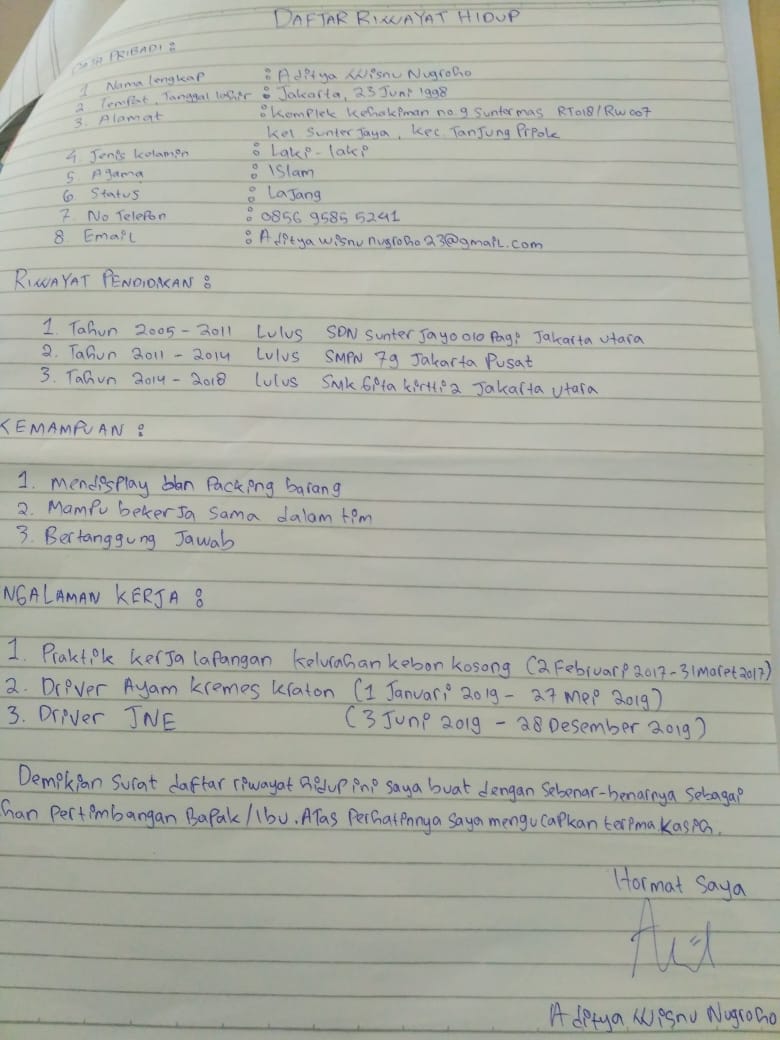 DAFTAR RIWAYAT HIDUP
DATA PRIBADI :
1 Nama lengkap : Aditya Wisnu Nugroho
2 Tempat, Tanggal lahir : Jakarta, 23 Juni 1998
3. Alamat : Komplek Kehakiman no.9 Sunter mas RT018/RW007
Kel Sunter Jaya, Kec Tanjung Priok
4. Jenis kelamin : Laki-laki
5. Agama : ISlam
6. Status : Lajang
7. No Telefon : 0856 9585 5241
8 Email : Adityawisnunugroho23@gmail.com
RIWAYAT PENDIDIKAN :
1. Tahun 2005 - 2011 Lulus SDN Sunter Jaya 010 Pagi Jakarta Utara
2. Tahun 2011 - 2014 Lulus SMPN 79 Jakarta Pusat
3. Tahun 2014 - 2018 Lulus SMK Gita Kirtti 2 Jakarta Utara
KEMAMPUAN :
1. Mendisplay dan Packing barang
2. Mampu bekerja sama dalam tim
3. Bertanggung Jawab
NGALAMAN KERJA :
1. Praktik kerja lapangan kelurahan kebon kosong (2 Februari 2017 - 31 Maret 2017)
2. Driver Ayam kremes kraton (1 Januari 2019 - 27 Mei 2019)
3. Driver JNE (3 Juni 2019 - 28 Desember 2019)
Demikian Surat daftar riwayat hidup ini saya buat dengan Sebenar-benarnya Sebagai
han Pertimbangan Bapak/Ibu. Atas Perhatinnya Saya mengucapkan terima kasih.
Hormat Saya
Aditya Wisnu Nugroho